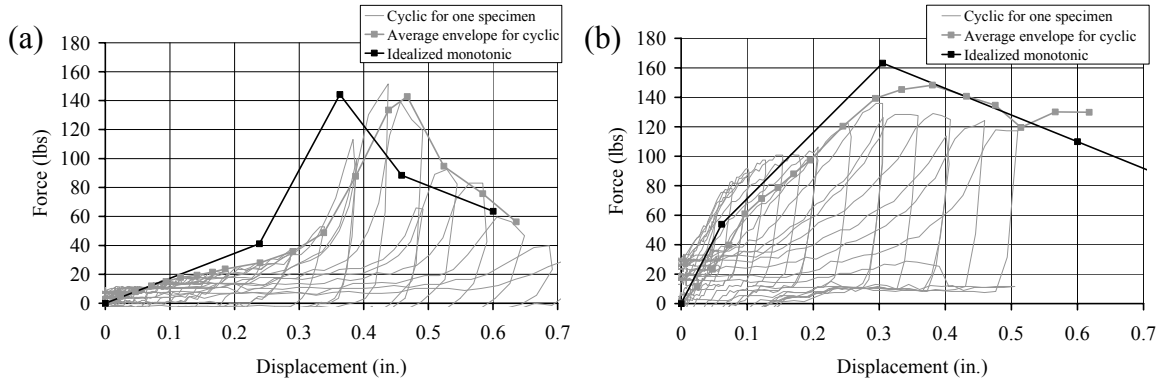 (a)
Cyclic for one specimen
Average envelope for cyclic
Idealized monotonic
180
160
140
120
100
80
60
40
20
0
Force (lbs)
0 0.1 0.2 0.3 0.4 0.5 0.6 0.7
Displacement (in.)
(b)
Cyclic for one specimen
Average envelope for cyclic
Idealized monotonic
180
160
140
120
100
80
60
40
20
0
Force (lbs)
0 0.1 0.2 0.3 0.4 0.5 0.6 0.7
Displacement (in.)